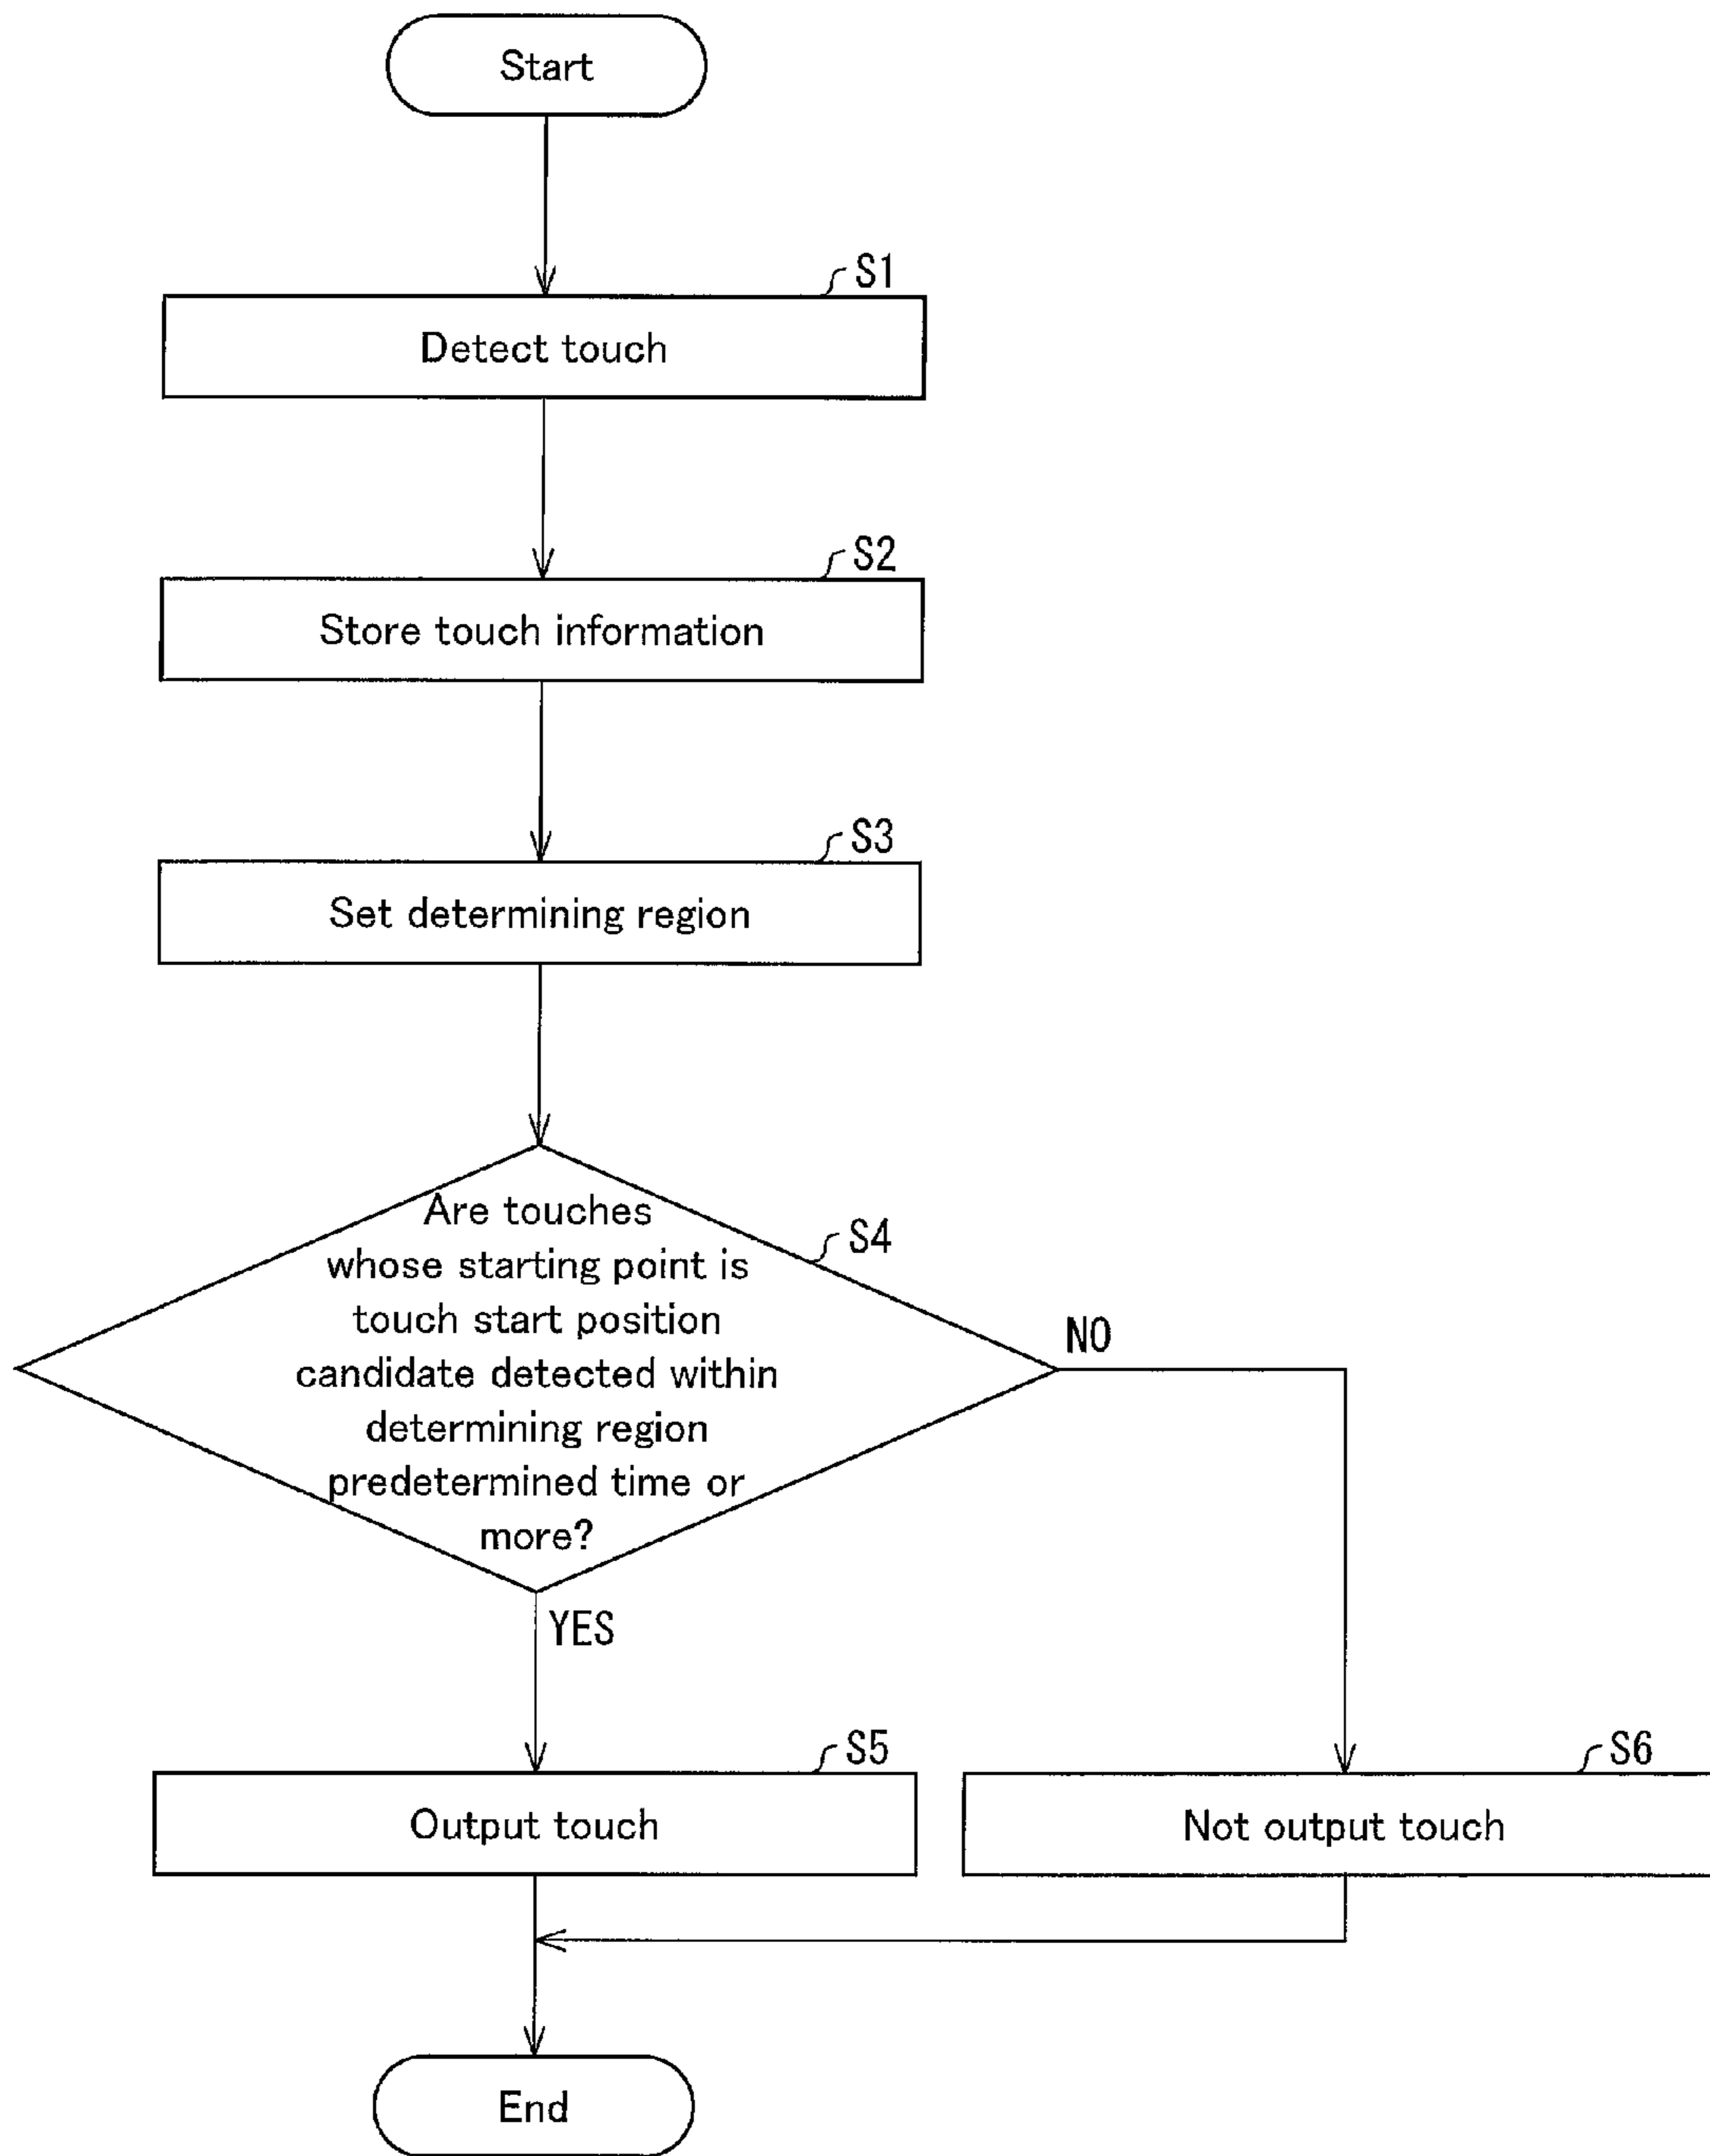 Start
S1
Detect touch
S2
Store touch information
S3
Set determining region
S4
Are touches
whose starting point is
touch start position
candidate detected within
determining region
predetermined time or
more?
NO
YES
S5
Output touch
S6
Not output touch
End